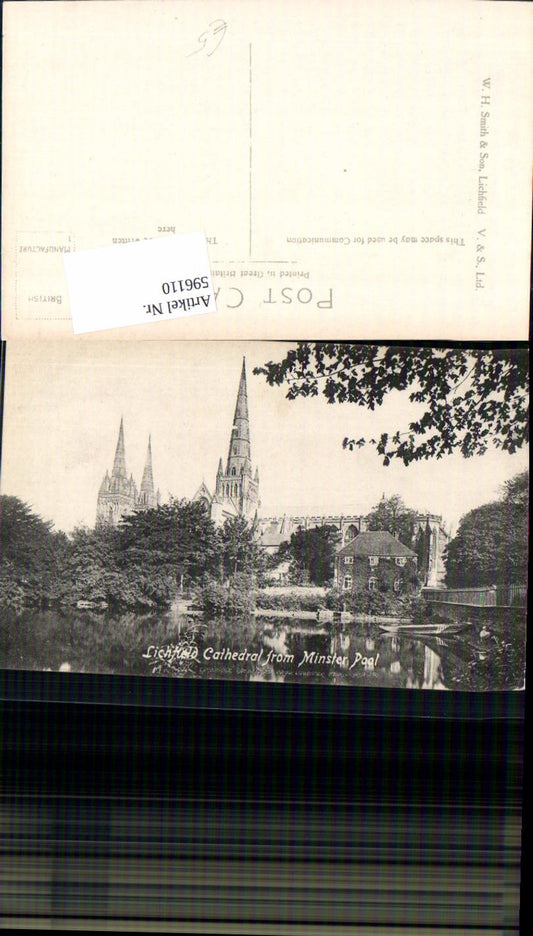 W. H. Smith & Son, Lichfield V. & S., Ltd.
This space may be used for Communication
here
POST CA
Printed in Great Britain
BRITISH
MANUFACTURE
Artikel Nr.
596110
Lichfield Cathedral from Minster Pool